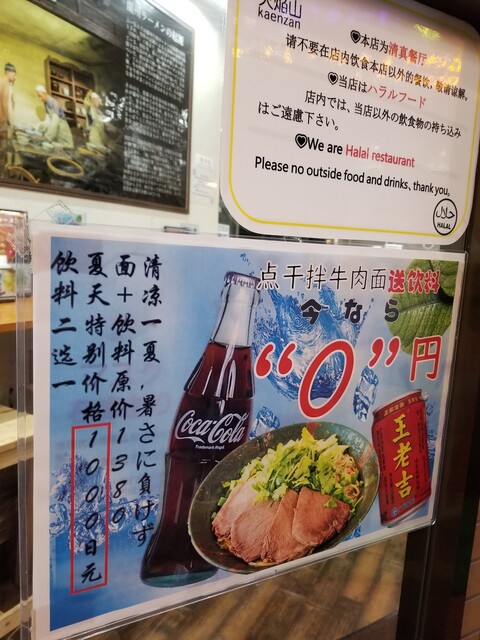 火焔山
kaenzan
♥本店为清真餐厅
请不要在店内饮食本店以外的餐饮，敬请谅解。
♥当店はハラルフード
店内では、当店以外の飲食物の持ち込み
はご遠慮下さい。
♥We are Halal restaurant
Please no outside food and drinks、thank you。
HALAL
点干拌牛肉面送饮料
今なら
“0”円
清凉一夏，暑さに負けず
面＋饮料原价1380
夏天特别价格1000日元
饮料二选一
Coca-Cola
王老吉